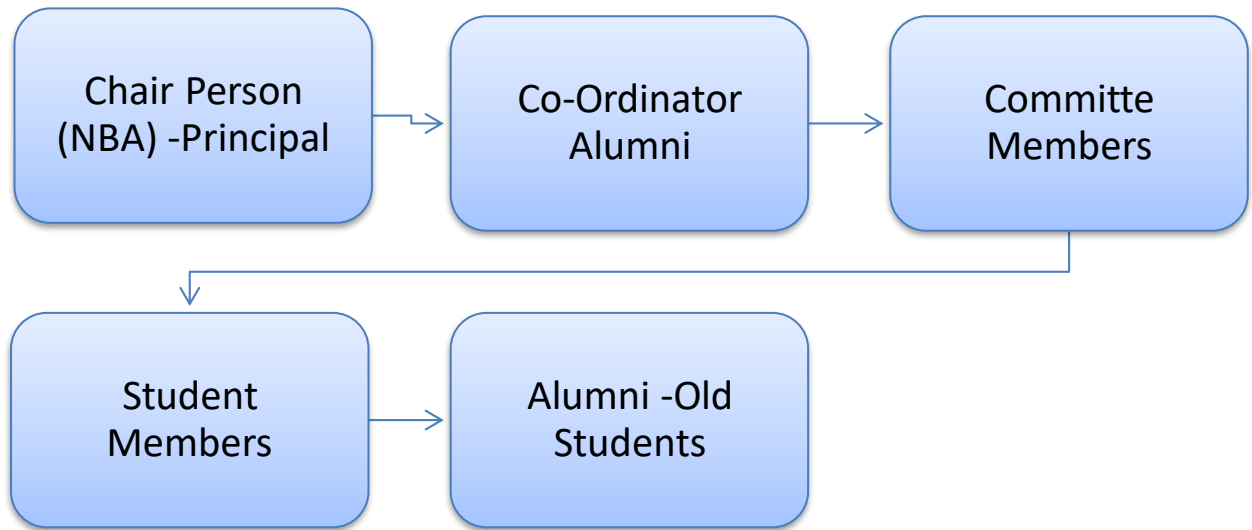 Chair Person
(NBA) -Principal
Co-Ordinator
Alumni
Committe
Members
Student
Members
Alumni -Old
Students